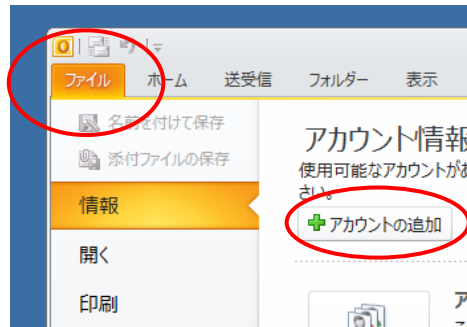 ファイル ホーム 送受信 フォルダー 表示
名前を付けて保存
添付ファイルの保存
情報
開く
印刷
アカウント情報
使用可能なアカウントがあ
さい。
アカウントの追加
ア